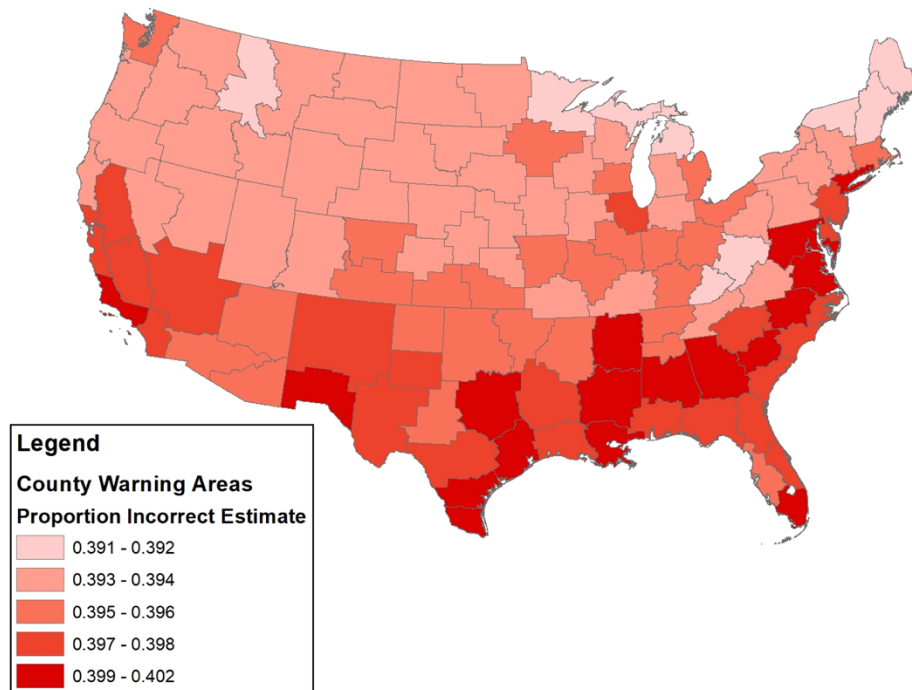 Legend
County Warning Areas
Proportion Incorrect Estimate
0.391 - 0.392
0.393 - 0.394
0.395 - 0.396
0.397 - 0.398
0.399 - 0.402